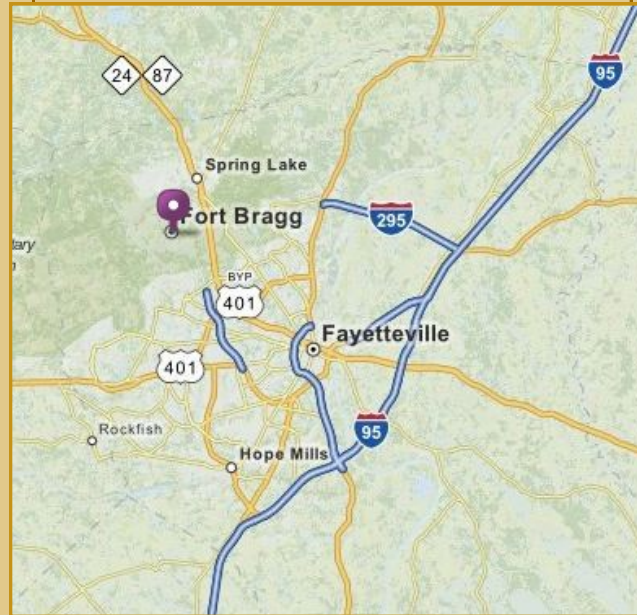 95
24 87
Spring Lake
Fort Bragg
295
BYP
401
Fayetteville
401
Rockfish
95
Hope Mills